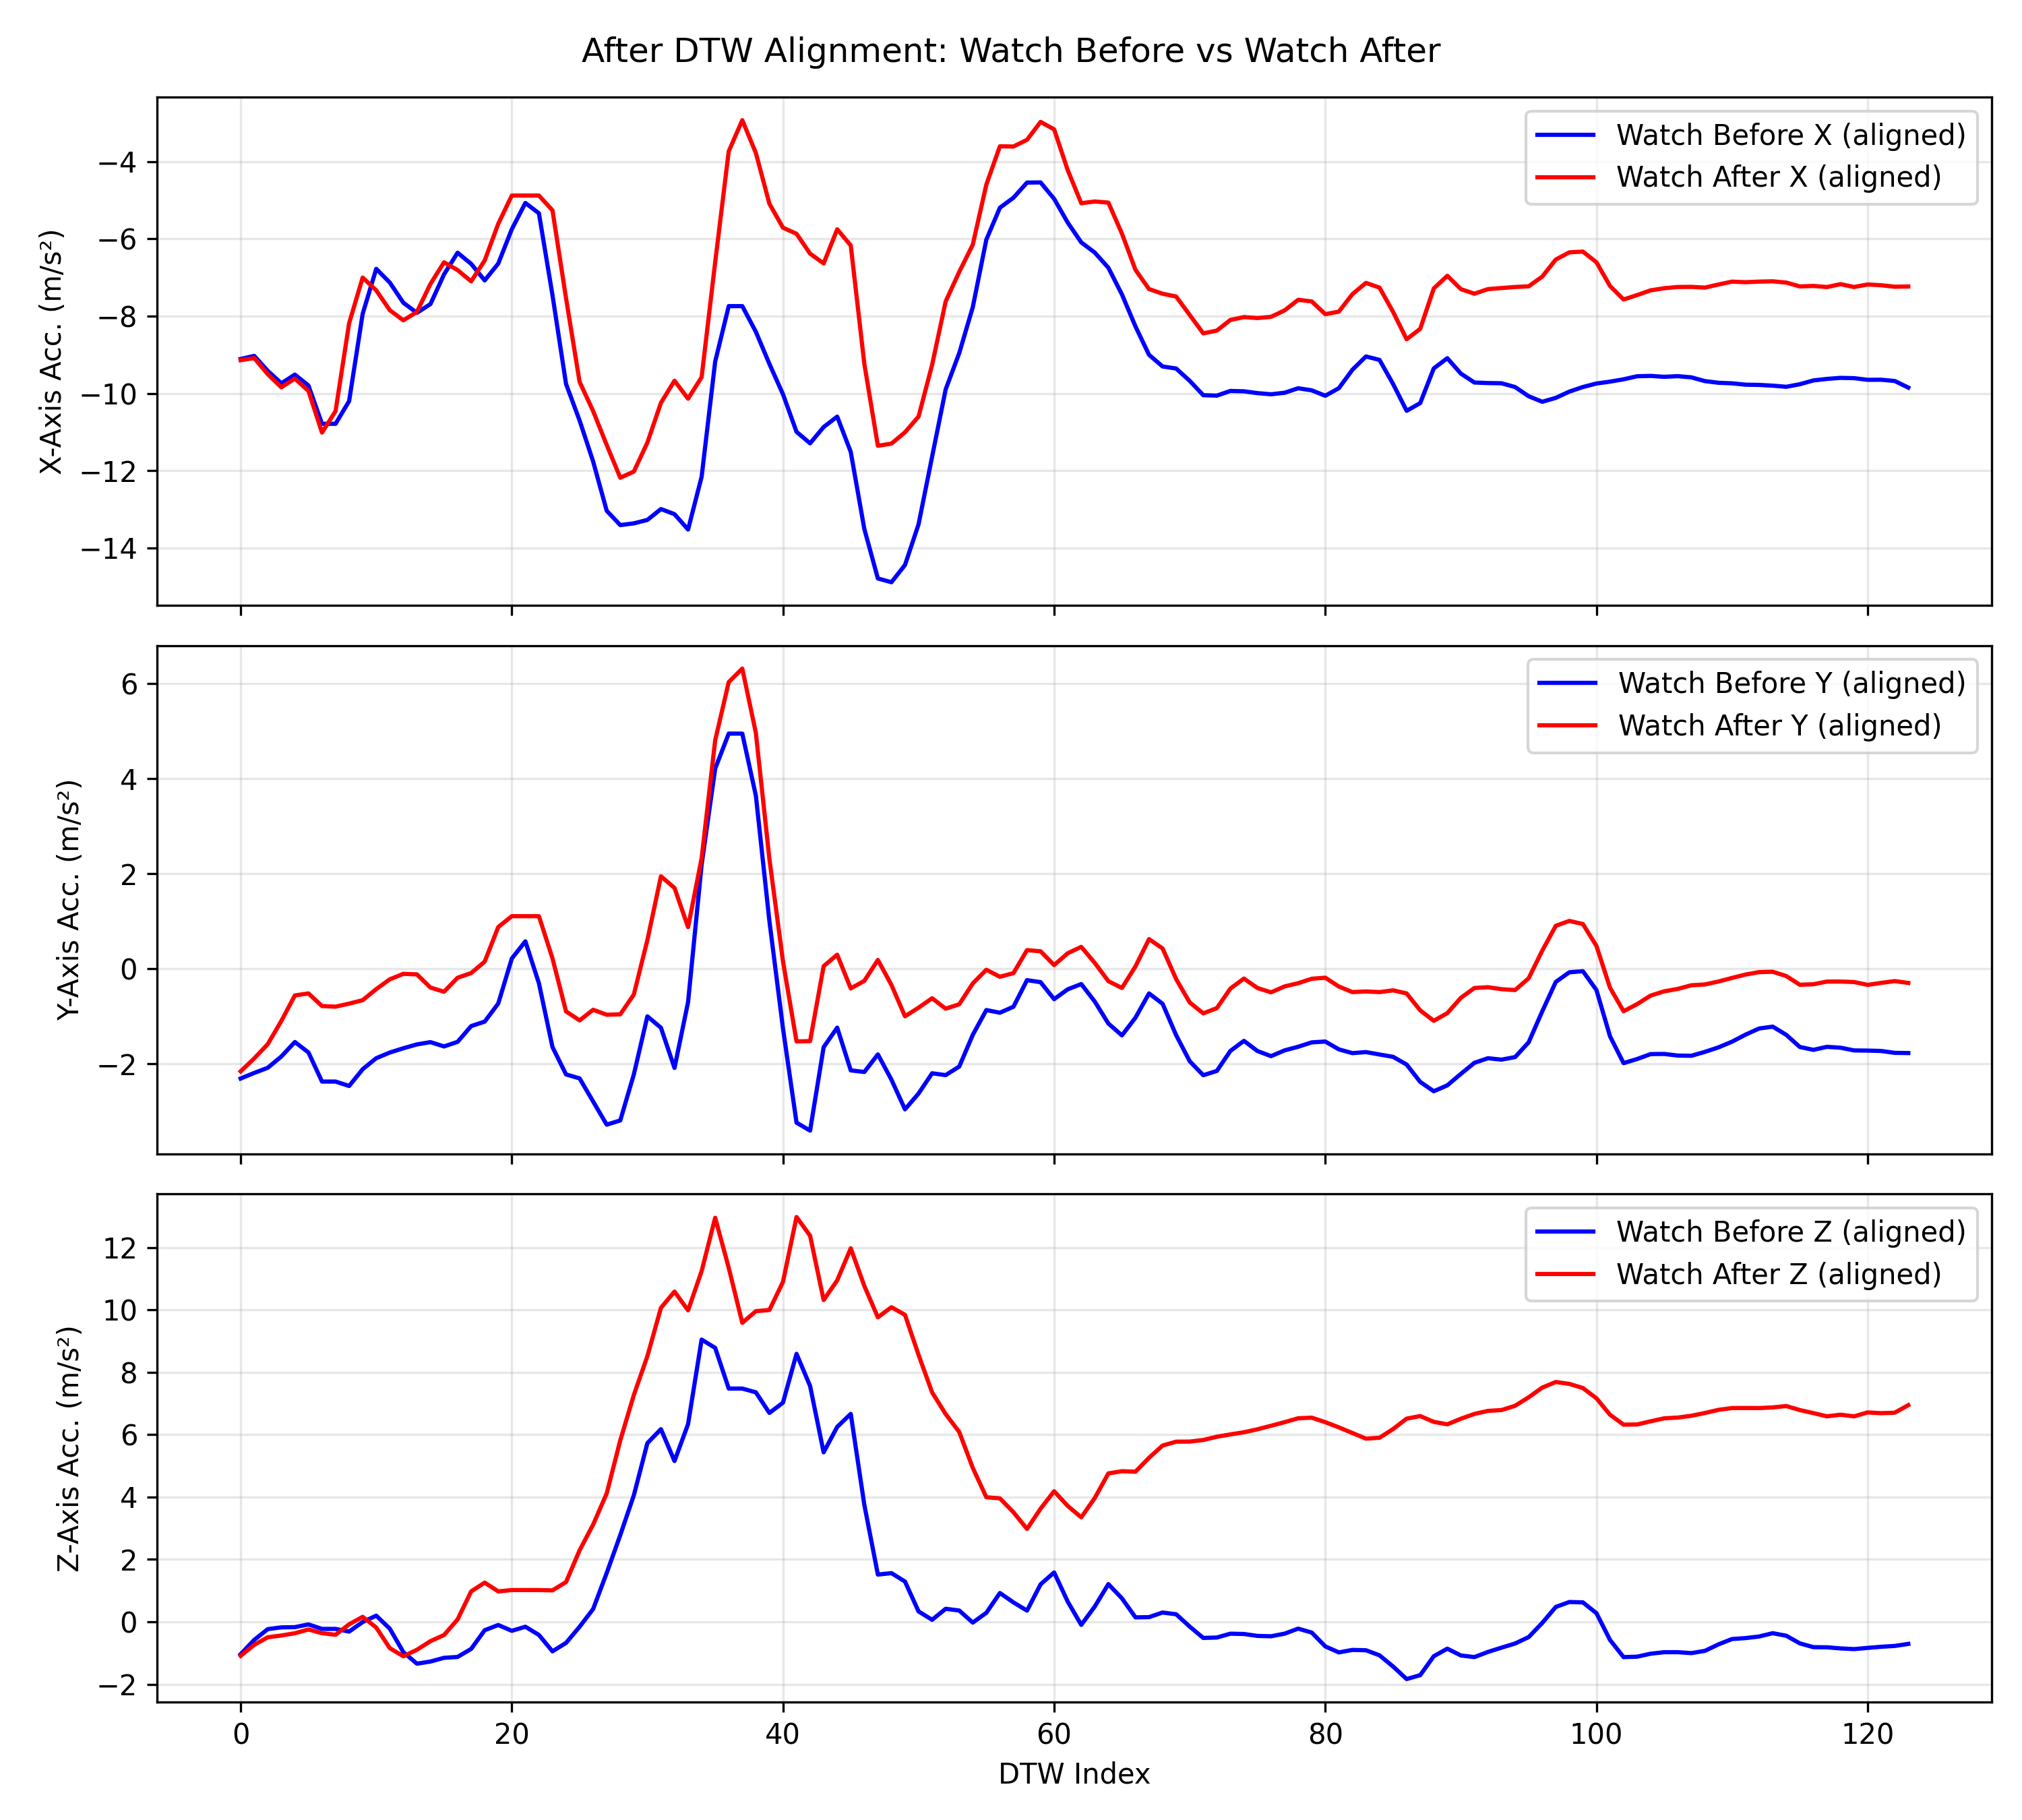 After DTW Alignment: Watch Before vs Watch After
X-Axis Acc. (m/s²)
−4
−6
−8
−10
−12
−14
Watch Before X (aligned)
Watch After X (aligned)
Y-Axis Acc. (m/s²)
6
4
2
0
−2
Watch Before Y (aligned)
Watch After Y (aligned)
Z-Axis Acc. (m/s²)
12
10
8
6
4
2
0
−2
Watch Before Z (aligned)
Watch After Z (aligned)
0 20 40 60 80 100 120
DTW Index